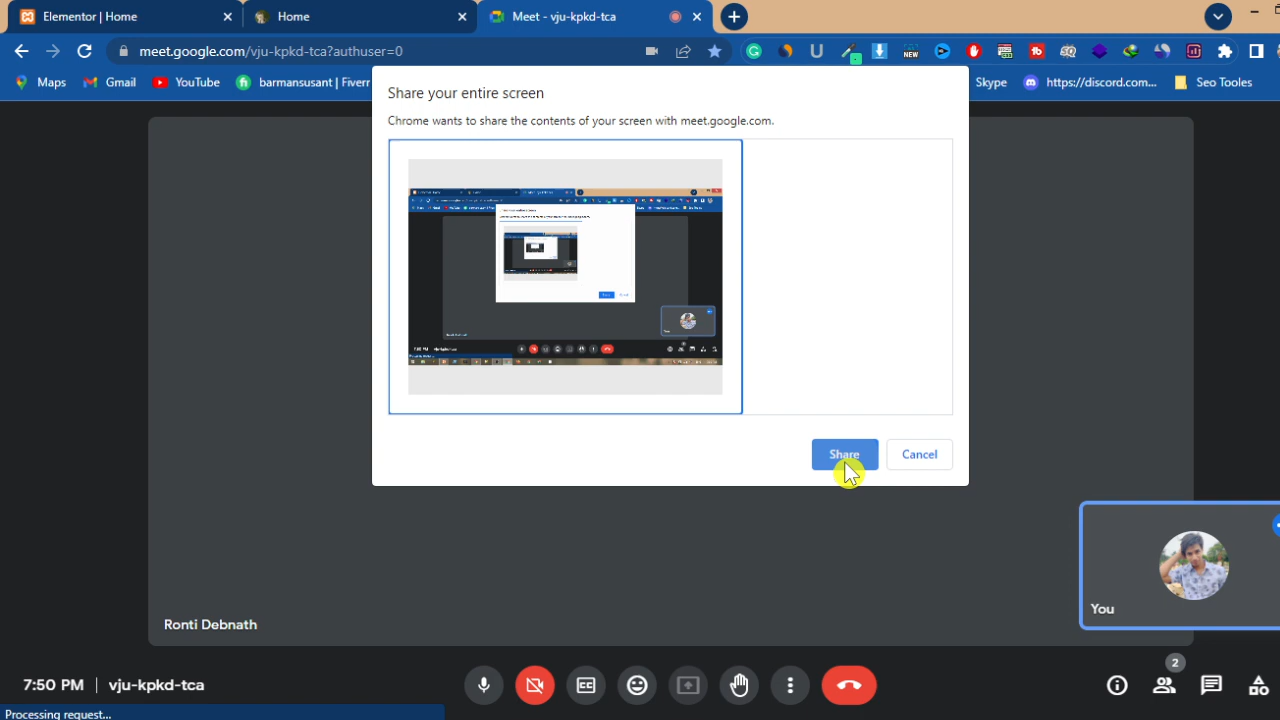 Elementor | Home
Home
Meet - vju-kpkd-tca
meet.google.com/vju-kpkd-tca?authuser=0
NEW
Maps
Gmail
YouTube
barmansusant | Fiverr
Skype
https://discord.com...
Seo Tooles
Share your entire screen
Chrome wants to share the contents of your screen with meet.google.com.
Share
Cancel
You
Ronti Debnath
7:50 PM | vju-kpkd-tca
2
Processing request...